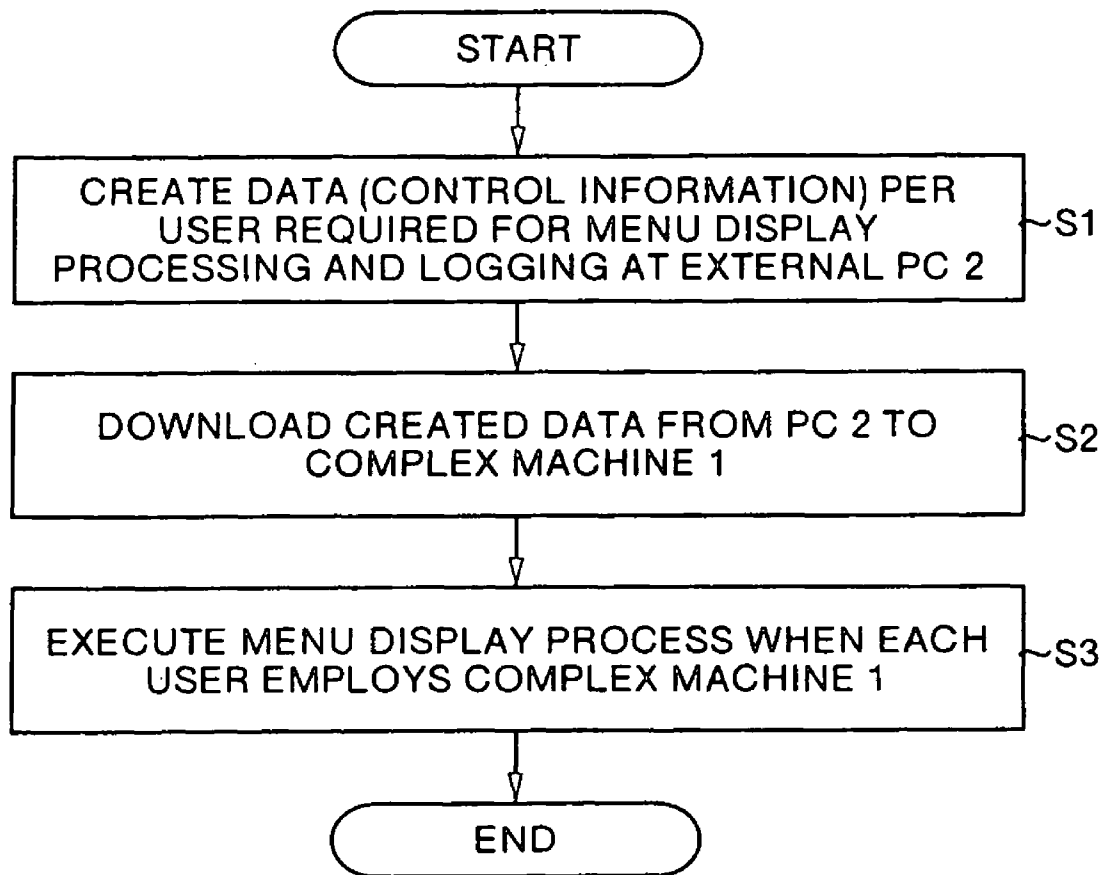 START
CREATE DATA (CONTROL INFORMATION) PER
USER REQUIRED FOR MENU DISPLAY
PROCESSING AND LOGGING AT EXTERNAL PC 2
S1
DOWNLOAD CREATED DATA FROM PC 2 TO
COMPLEX MACHINE 1
S2
EXECUTE MENU DISPLAY PROCESS WHEN EACH
USER EMPLOYS COMPLEX MACHINE 1
S3
END